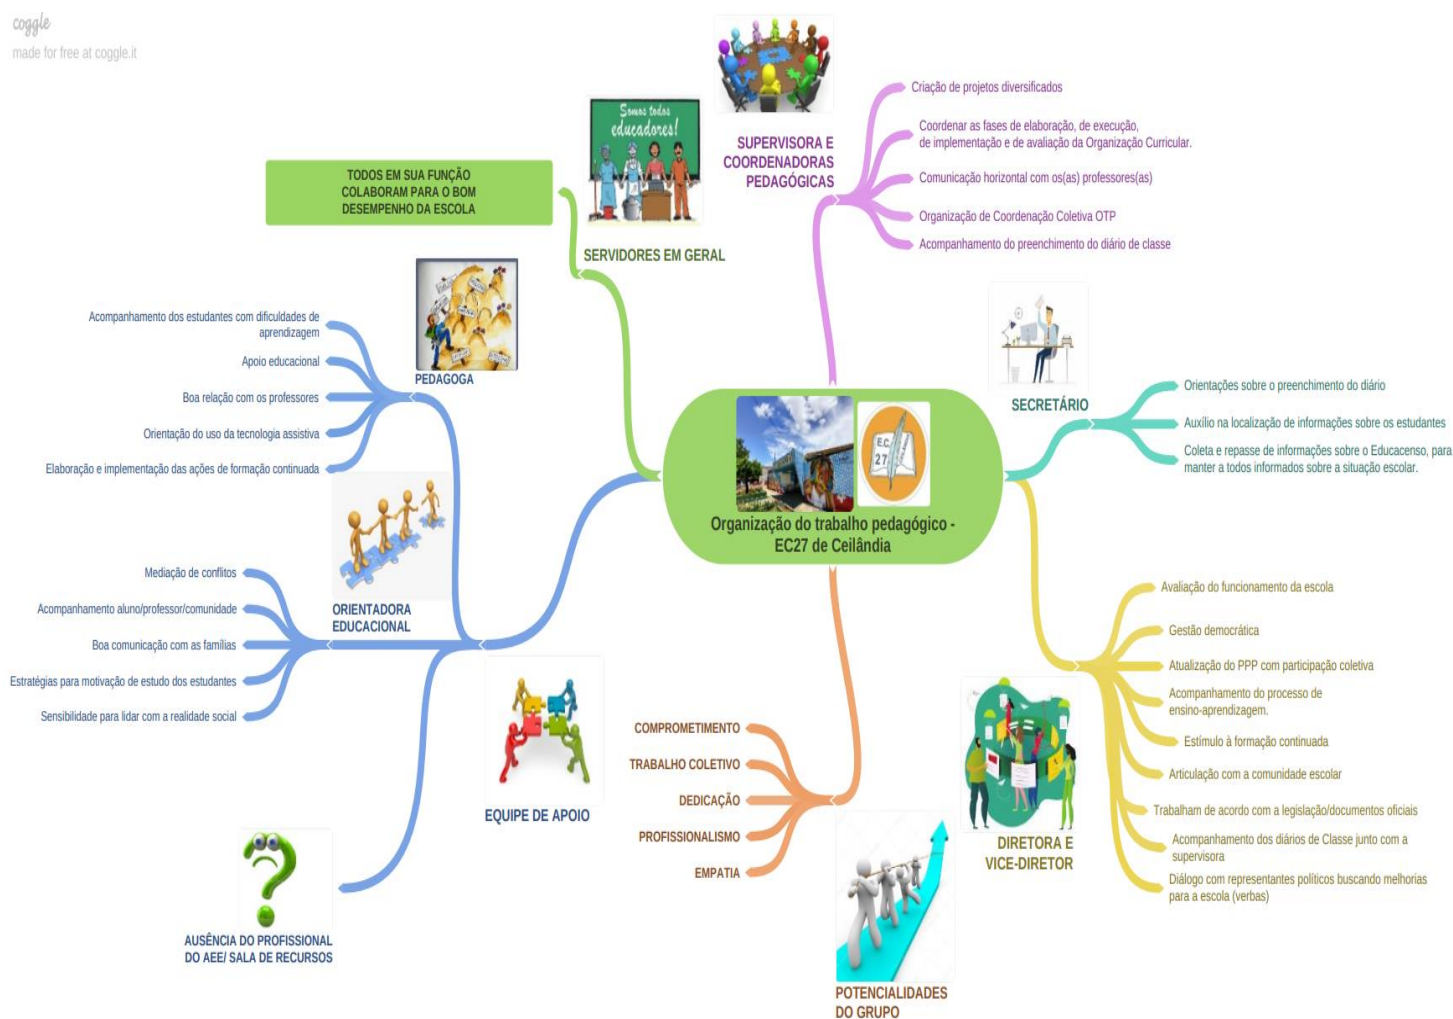 coggle
made for free at coggle.it
Somos todos
educadores!
SUPERVISORA E
COORDENADORAS
PEDAGÓGICAS
Criação de projetos diversificados
Coordenar as fases de elaboração, de execução,
de implementação e de avaliação da Organização Curricular.
Comunicação horizontal com os(as) professores(as)
Organização de Coordenação Coletiva OTP
Acompanhamento do preenchimento do diário de classe
TODOS EM SUA FUNÇÃO
COLABORAM PARA O BOM
DESEMPENHO DA ESCOLA
SERVIDORES EM GERAL
PEDAGOGA
Acompanhamento dos estudantes com dificuldades de
aprendizagem
Apoio educacional
Boa relação com os professores
Orientação do uso da tecnologia assistiva
Elaboração e implementação das ações de formação continuada
SECRETÁRIO
Orientações sobre o preenchimento do diário
Auxílio na localização de informações sobre os estudantes
Coleta e repasse de informações sobre o Educacenso, para
manter a todos informados sobre a situação escolar.
E.C.
27
Organização do trabalho pedagógico -
EC27 de Ceilândia
ORIENTADORA
EDUCACIONAL
Mediação de conflitos
Acompanhamento aluno/professor/comunidade
Boa comunicação com as famílias
Estratégias para motivação de estudo dos estudantes
Sensibilidade para lidar com a realidade social
EQUIPE DE APOIO
AUSÊNCIA DO PROFISSIONAL
DO AEE/ SALA DE RECURSOS
COMPROMETIMENTO
TRABALHO COLETIVO
DEDICAÇÃO
PROFISSIONALISMO
EMPATIA
POTENCIALIDADES
DO GRUPO
DIRETORA E
VICE-DIRETOR
Avaliação do funcionamento da escola
Gestão democrática
Atualização do PPP com participação coletiva
Acompanhamento do processo de
ensino-aprendizagem.
Estímulo à formação continuada
Articulação com a comunidade escolar
Trabalham de acordo com a legislação/documentos oficiais
Acompanhamento dos diários de Classe junto com a
supervisora
Diálogo com representantes políticos buscando melhorias
para a escola (verbas)